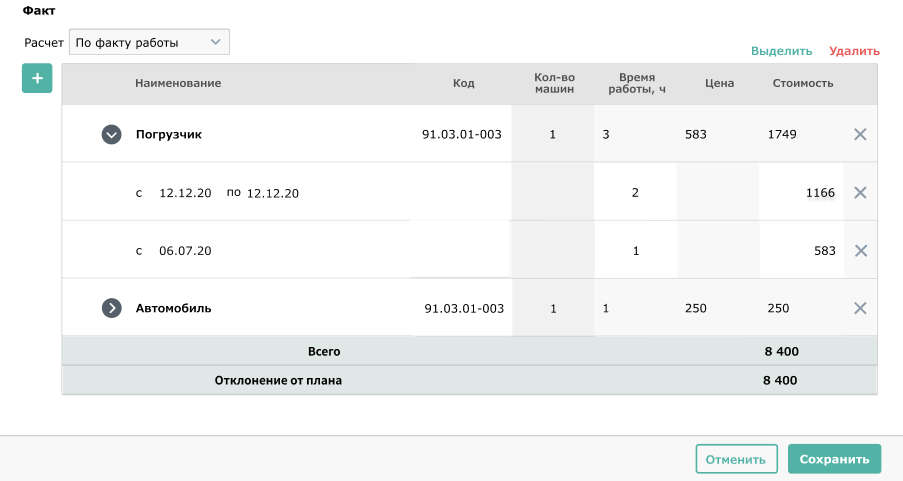 Факт
Расчет По факту работы
Выделить Удалить
+
Наименование Код Кол-во машин Время работы, ч Цена Стоимость
Погрузчик 91.03.01-003 1 3 583 1749
с 12.12.20 по 12.12.20 2 1166
с 06.07.20 1 583
Автомобиль 91.03.01-003 1 1 250 250
Всего 8 400
Отклонение от плана 8 400
Отменить Сохранить